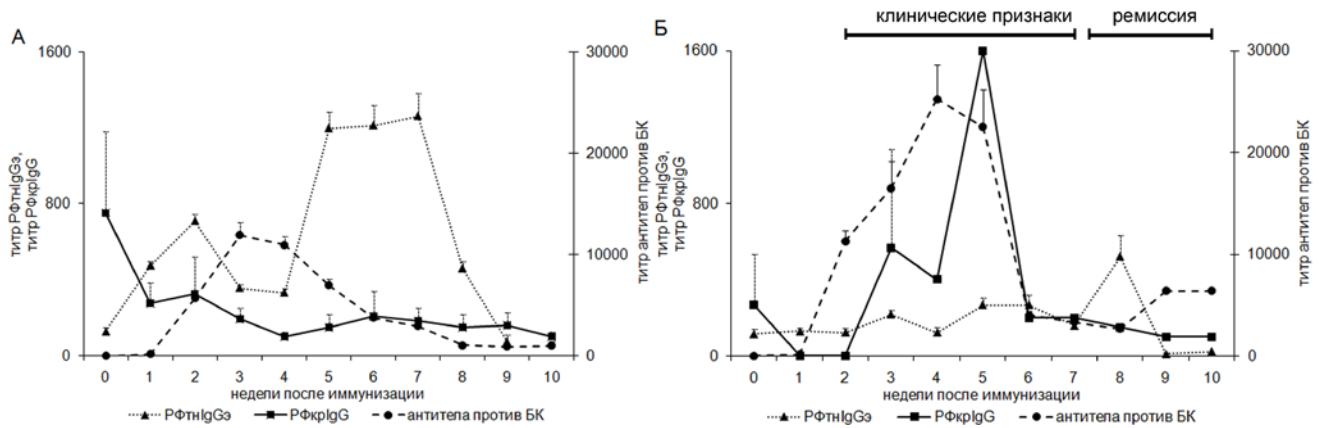 А
1600
800
0
титр РФтнIgGэ,
титр РФкрIgG
30000
20000
10000
0
титр антител против БК
0 1 2 3 4 5 6 7 8 9 10
недели после иммунизации
РФтнIgGэ РФкрIgG антитела против БК
Б
клинические признаки ремиссия
1600
800
0
титр РФтнIgGэ,
титр РФкрIgG
30000
20000
10000
0
титр антител против БК
0 1 2 3 4 5 6 7 8 9 10
недели после иммунизации
РФтнIgGэ РФкрIgG антитела против БК